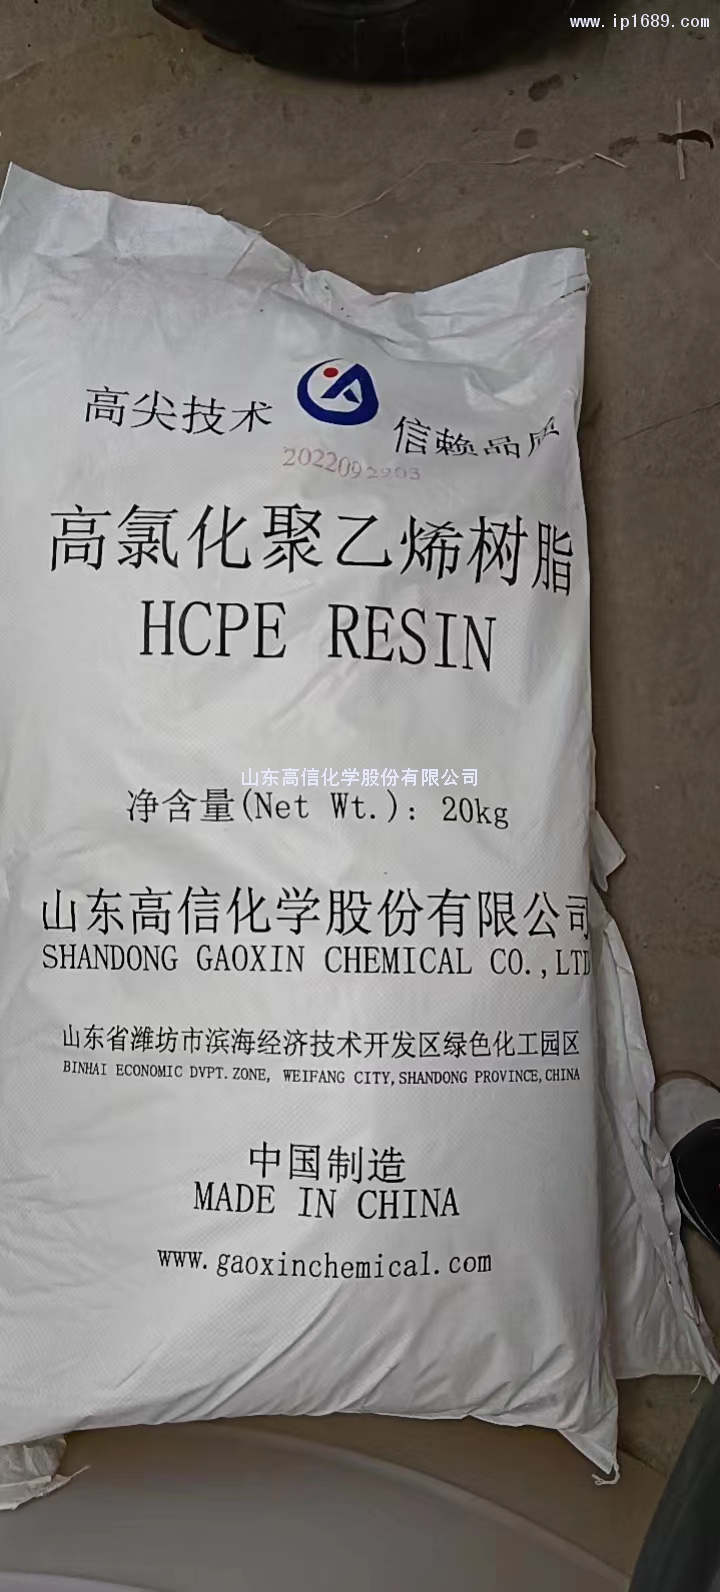 www.ip1689.com
高尖技术 信赖品质
2022092903
高氯化聚乙烯树脂
HCPE RESIN
山东高信化学股份有限公司
净含量(Net Wt.): 20kg
山东高信化学股份有限公司
SHANDONG GAOXIN CHEMICAL CO.,LTD
山东省潍坊市滨海经济技术开发区绿色化工园区
BINHAI ECONOMIC DVPT.ZONE, WEIFANG CITY,SHANDONG PROVINCE,CHINA
中国制造
MADE IN CHINA
www.gaoxinchemical.com